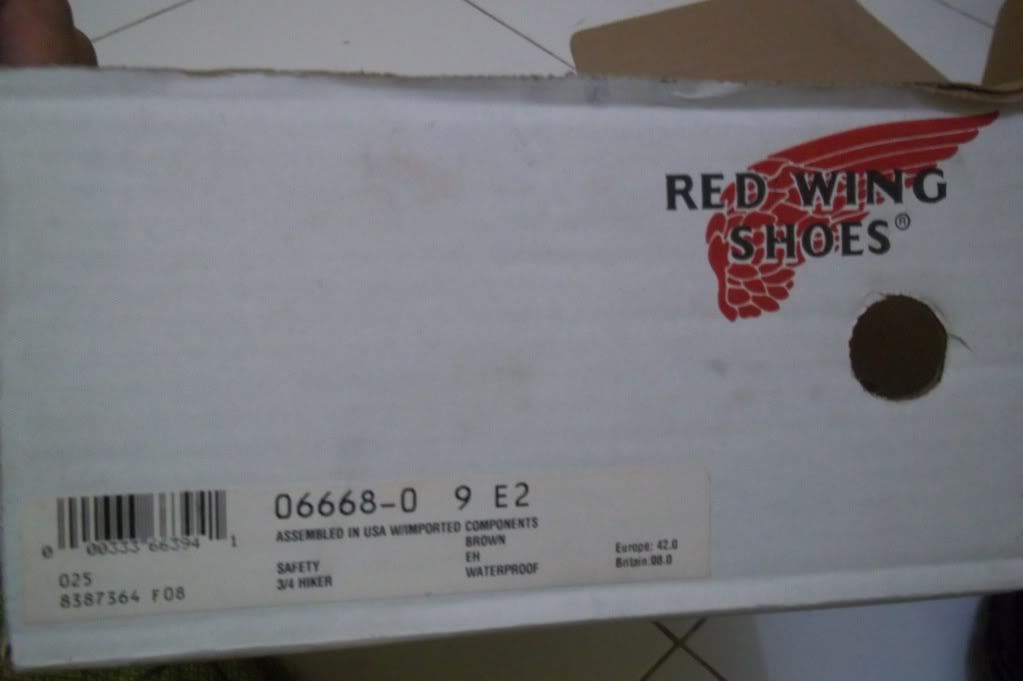 RED WING
SHOES®
06668-0 9 E2
ASSEMBLED IN USA W/IMPORTED COMPONENTS
BROWN
SAFETY EH
3/4 HIKER WATERPROOF
Europe: 42.0
Britain:08.0
0 00333 66394 1
025
8387364 F08